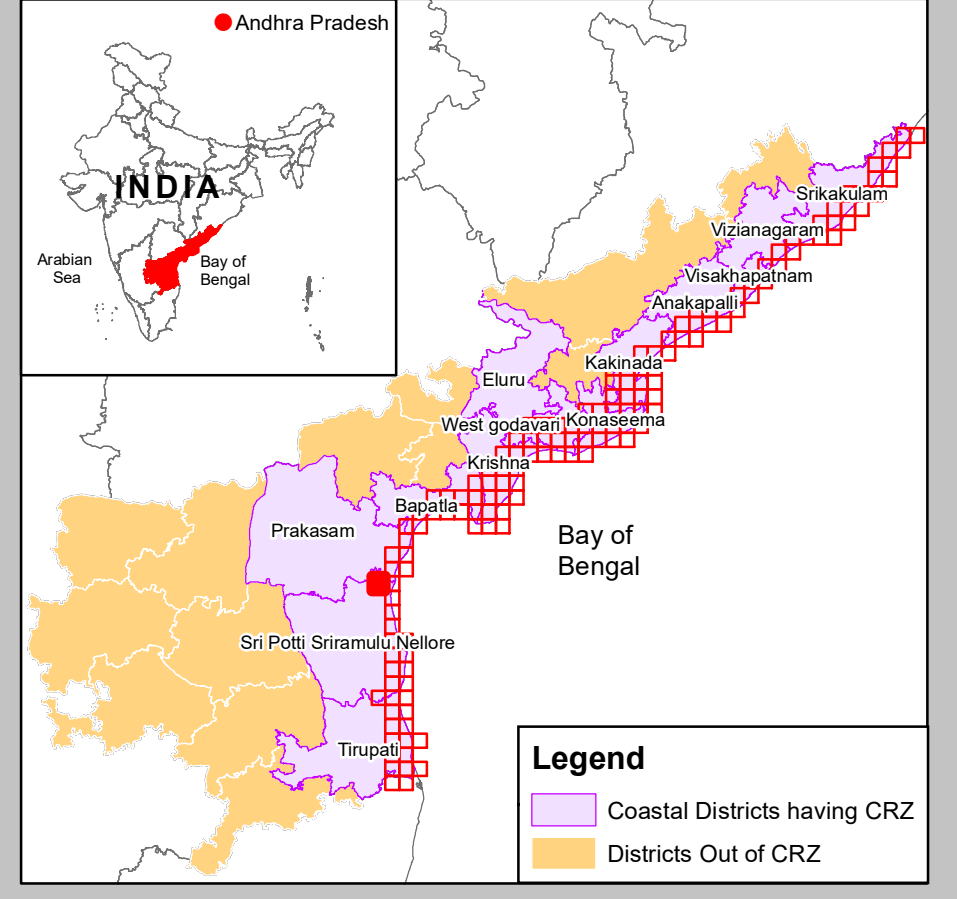 Andhra Pradesh
INDIA
Arabian
Sea
Bay of
Bengal
Srikakulam
Vizianagaram
Visakhapatnam
Anakapalli
Kakinada
Eluru
West godavari
Konaseema
Krishna
Bapatla
Prakasam
Bay of
Bengal
Sri Potti Sriramulu Nellore
Tirupati
Legend
Coastal Districts having CRZ
Districts Out of CRZ